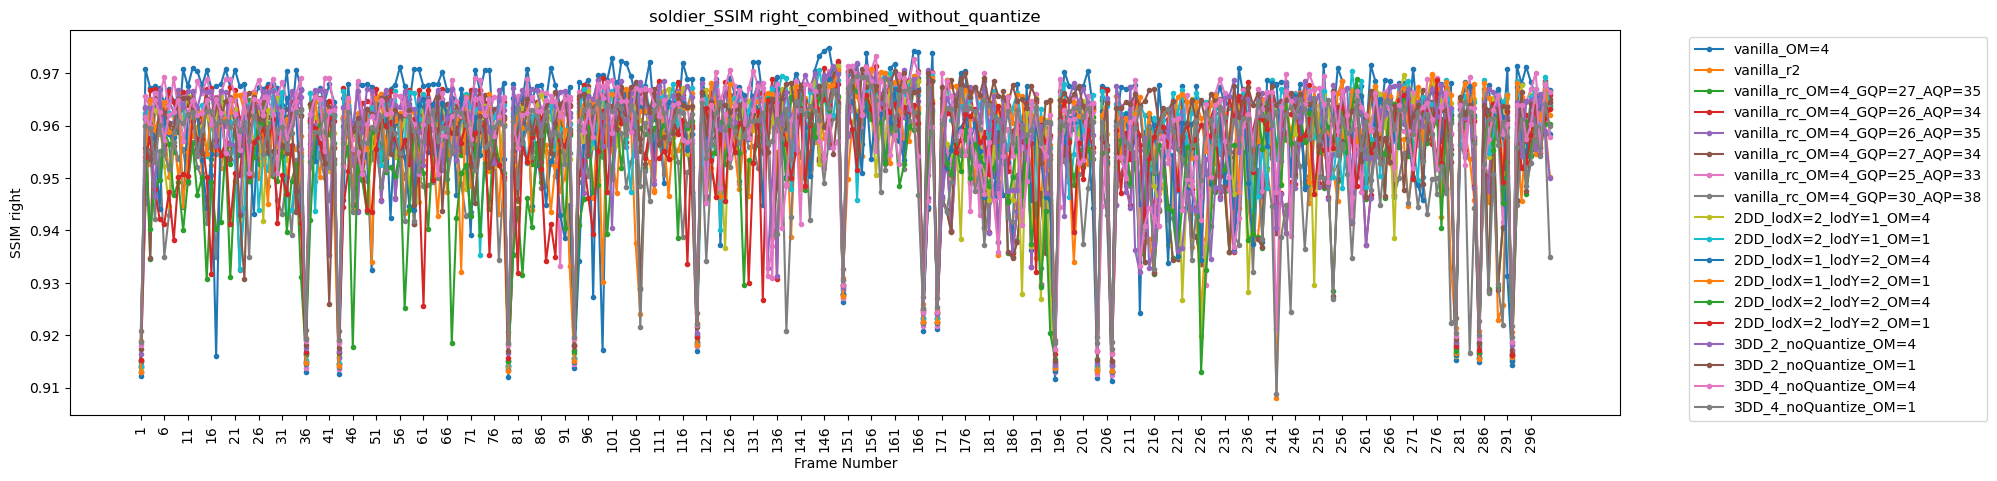 soldier_SSIM right_combined_without_quantize
SSIM right
0.97
0.96
0.95
0.94
0.93
0.92
0.91
1 6 11 16 21 26 31 36 41 46 51 56 61 66 71 76 81 86 91 96 101 106 111 116 121 126 131 136 141 146 151 156 161 166 171 176 181 186 191 196 201 206 211 216 221 226 231 236 241 246 251 256 261 266 271 276 281 286 291 296
Frame Number
vanilla_OM=4
vanilla_r2
vanilla_rc_OM=4_GQP=27_AQP=35
vanilla_rc_OM=4_GQP=26_AQP=34
vanilla_rc_OM=4_GQP=26_AQP=35
vanilla_rc_OM=4_GQP=27_AQP=34
vanilla_rc_OM=4_GQP=25_AQP=33
vanilla_rc_OM=4_GQP=30_AQP=38
2DD_lodX=2_lodY=1_OM=4
2DD_lodX=2_lodY=1_OM=1
2DD_lodX=1_lodY=2_OM=4
2DD_lodX=1_lodY=2_OM=1
2DD_lodX=2_lodY=2_OM=4
2DD_lodX=2_lodY=2_OM=1
3DD_2_noQuantize_OM=4
3DD_2_noQuantize_OM=1
3DD_4_noQuantize_OM=4
3DD_4_noQuantize_OM=1